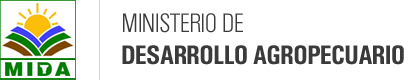 MIDA
MINISTERIO DE
DESARROLLO AGROPECUARIO